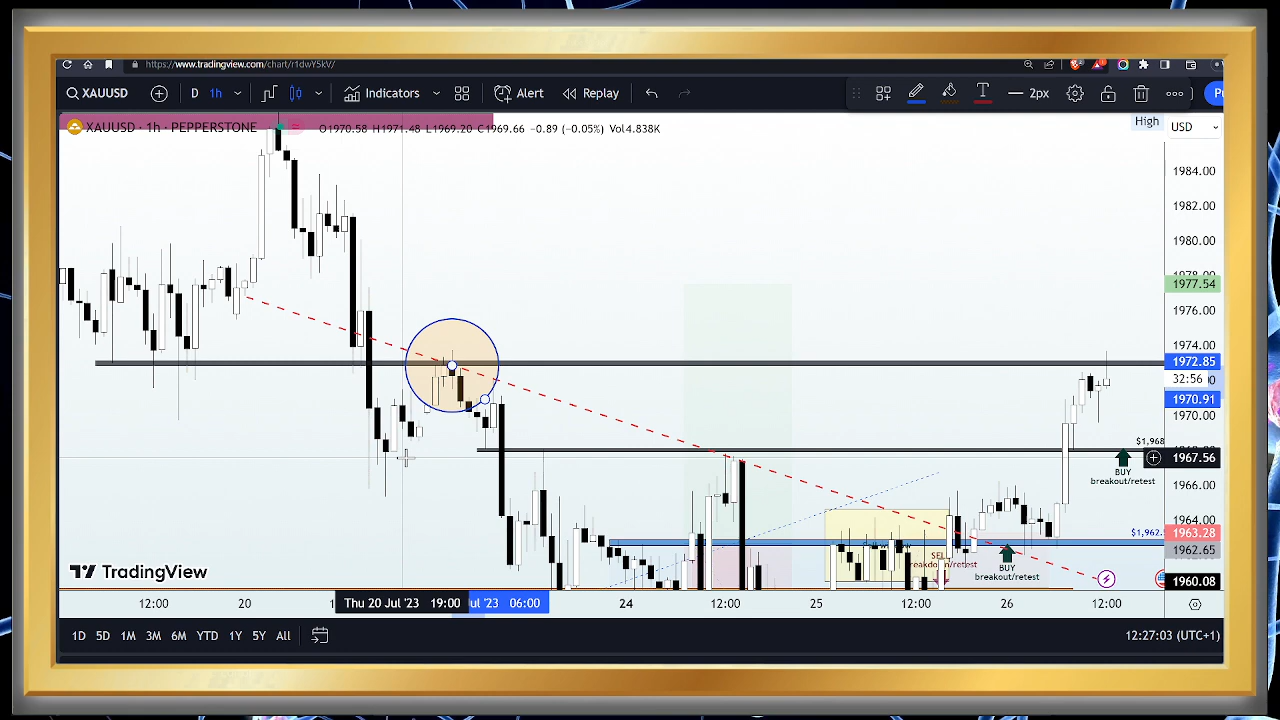 https://www.tradingview.com/chart/r1dwY5kV/
XAUUSD D 1h Indicators Alert Replay T 2px
XAUUSD · 1h · PEPPERSTONE O1970.58 H1971.48 L1969.20 C1969.66 −0.89 (−0.05%) Vol4.838K
High USD
1984.00
1982.00
1980.00
1978.00
1977.54
1976.00
1974.00
1972.85
32:56
1970.91
1970.00
$1,968
1967.56
BUY
breakout/retest
1966.00
1964.00
$1,962.
1963.28
1962.65
SELL
breakdown/retest
BUY
breakout/retest
1960.08
TradingView
12:00 20 Thu 20 Jul '23 19:00 '23 06:00 24 12:00 25 12:00 26 12:00
1D 5D 1M 3M 6M YTD 1Y 5Y All
12:27:03 (UTC+1)